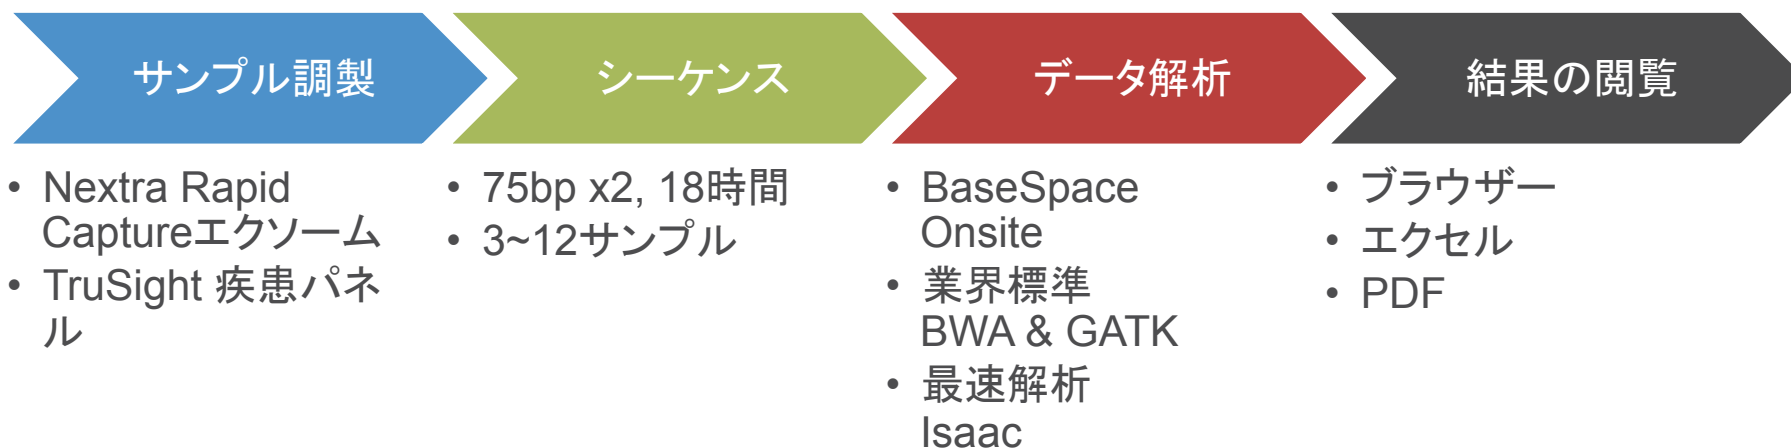 サンプル調製
シーケンス
データ解析
結果の閲覧
• Nextra Rapid
Captureエクソーム
• TruSight 疾患パネ
ル
• 75bp x2, 18時間
• 3~12サンプル
• BaseSpace
Onsite
• 業界標準
BWA & GATK
• 最速解析
Isaac
• ブラウザー
• エクセル
• PDF